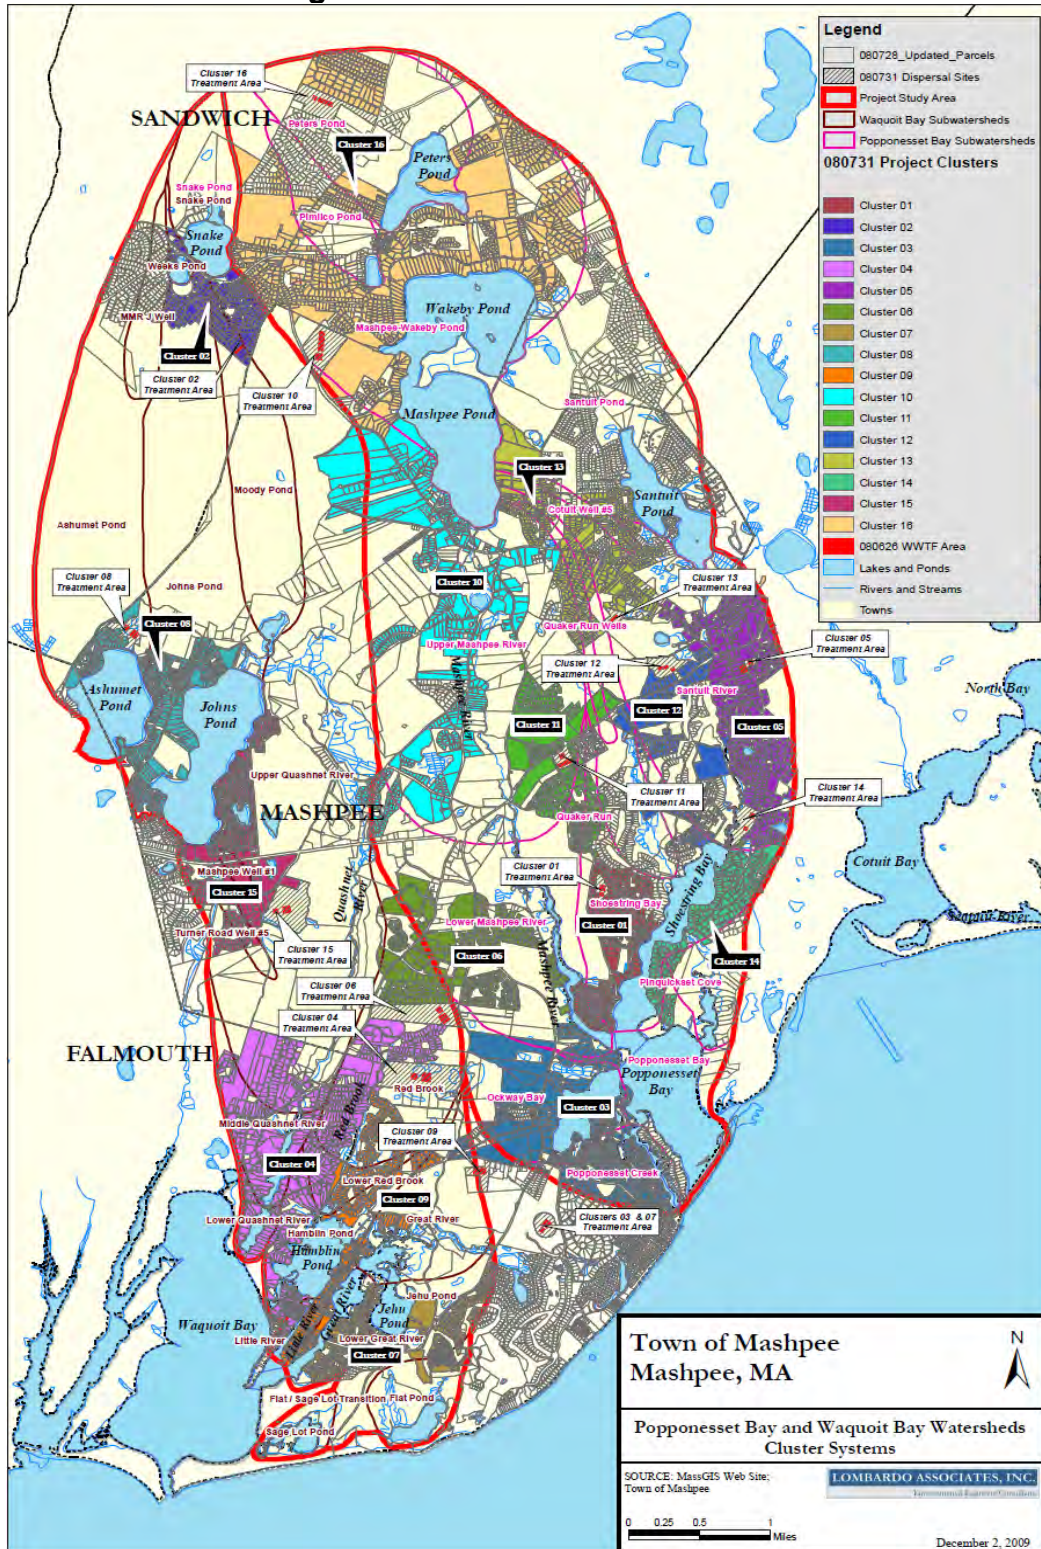 Legend
080728_Updated_Parcels
080731 Dispersal Sites
Project Study Area
Waquoit Bay Subwatersheds
Popponesset Bay Subwatersheds
080731 Project Clusters
Cluster 01
Cluster 02
Cluster 03
Cluster 04
Cluster 05
Cluster 06
Cluster 07
Cluster 08
Cluster 09
Cluster 10
Cluster 11
Cluster 12
Cluster 13
Cluster 14
Cluster 15
Cluster 16
080626 WWTF Area
Lakes and Ponds
Rivers and Streams
Towns
Cluster 16
Treatment Area
SANDWICH
Peters Pond
Cluster 16
Peters
Pond
Snake Pond
Snake Pond
Pimlico Pond
Snake
Pond
Weeks Pond
Wakeby Pond
MMR J Well
Mashpee-Wakeby Pond
Cluster 02
Cluster 02
Treatment Area
Cluster 10
Treatment Area
Mashpee Pond
Santuit Pond
Cluster 13
Santuit
Pond
Cotuit Well #5
Moody Pond
Ashumet Pond
Johns Pond
Cluster 08
Treatment Area
Cluster 10
Cluster 13
Treatment Area
Cluster 08
Quaker Run Wells
Upper Mashpee River
Mashpee River
Cluster 12
Treatment Area
Cluster 05
Treatment Area
Ashumet
Pond
Johns
Pond
Santuit River
North Bay
Cluster 11
Cluster 12
Cluster 05
Upper Quashnet River
Cluster 11
Treatment Area
Cluster 14
Treatment Area
MASHPEE
Quaker Run
Cotuit Bay
Cluster 01
Treatment Area
Mashpee Well #1
Cluster 15
Quashnet
River
Shoestring Bay
Shoestring Bay
Turner Road Well #5
Lower Mashpee River
Cluster 01
Cluster 15
Treatment Area
Cluster 06
Mashpee River
Cluster 14
Cluster 06
Treatment Area
Pinquickset Cove
Cluster 04
Treatment Area
FALMOUTH
Popponesset Bay
Popponesset
Bay
Red Brook
Ockway Bay
Red Brook
Cluster 03
Middle Quashnet River
Cluster 09
Treatment Area
Cluster 04
Popponesset Creek
Lower Red Brook
Cluster 09
Lower Quashnet River
Great River
Clusters 03 & 07
Treatment Area
Hamblin Pond
Hamblin
Pond
Jehu Pond
Great River
Jehu
Pond
Waquoit Bay
Little River
Little River
Lower Great River
Cluster 07
Flat / Sage Lot Transition
Flat Pond
Sage Lot Pond
Town of Mashpee
Mashpee, MA
N
Popponesset Bay and Waquoit Bay Watersheds
Cluster Systems
SOURCE: MassGIS Web Site;
Town of Mashpee
LOMBARDO ASSOCIATES, INC.
0 0.25 0.5 1
Miles
December 2, 2009